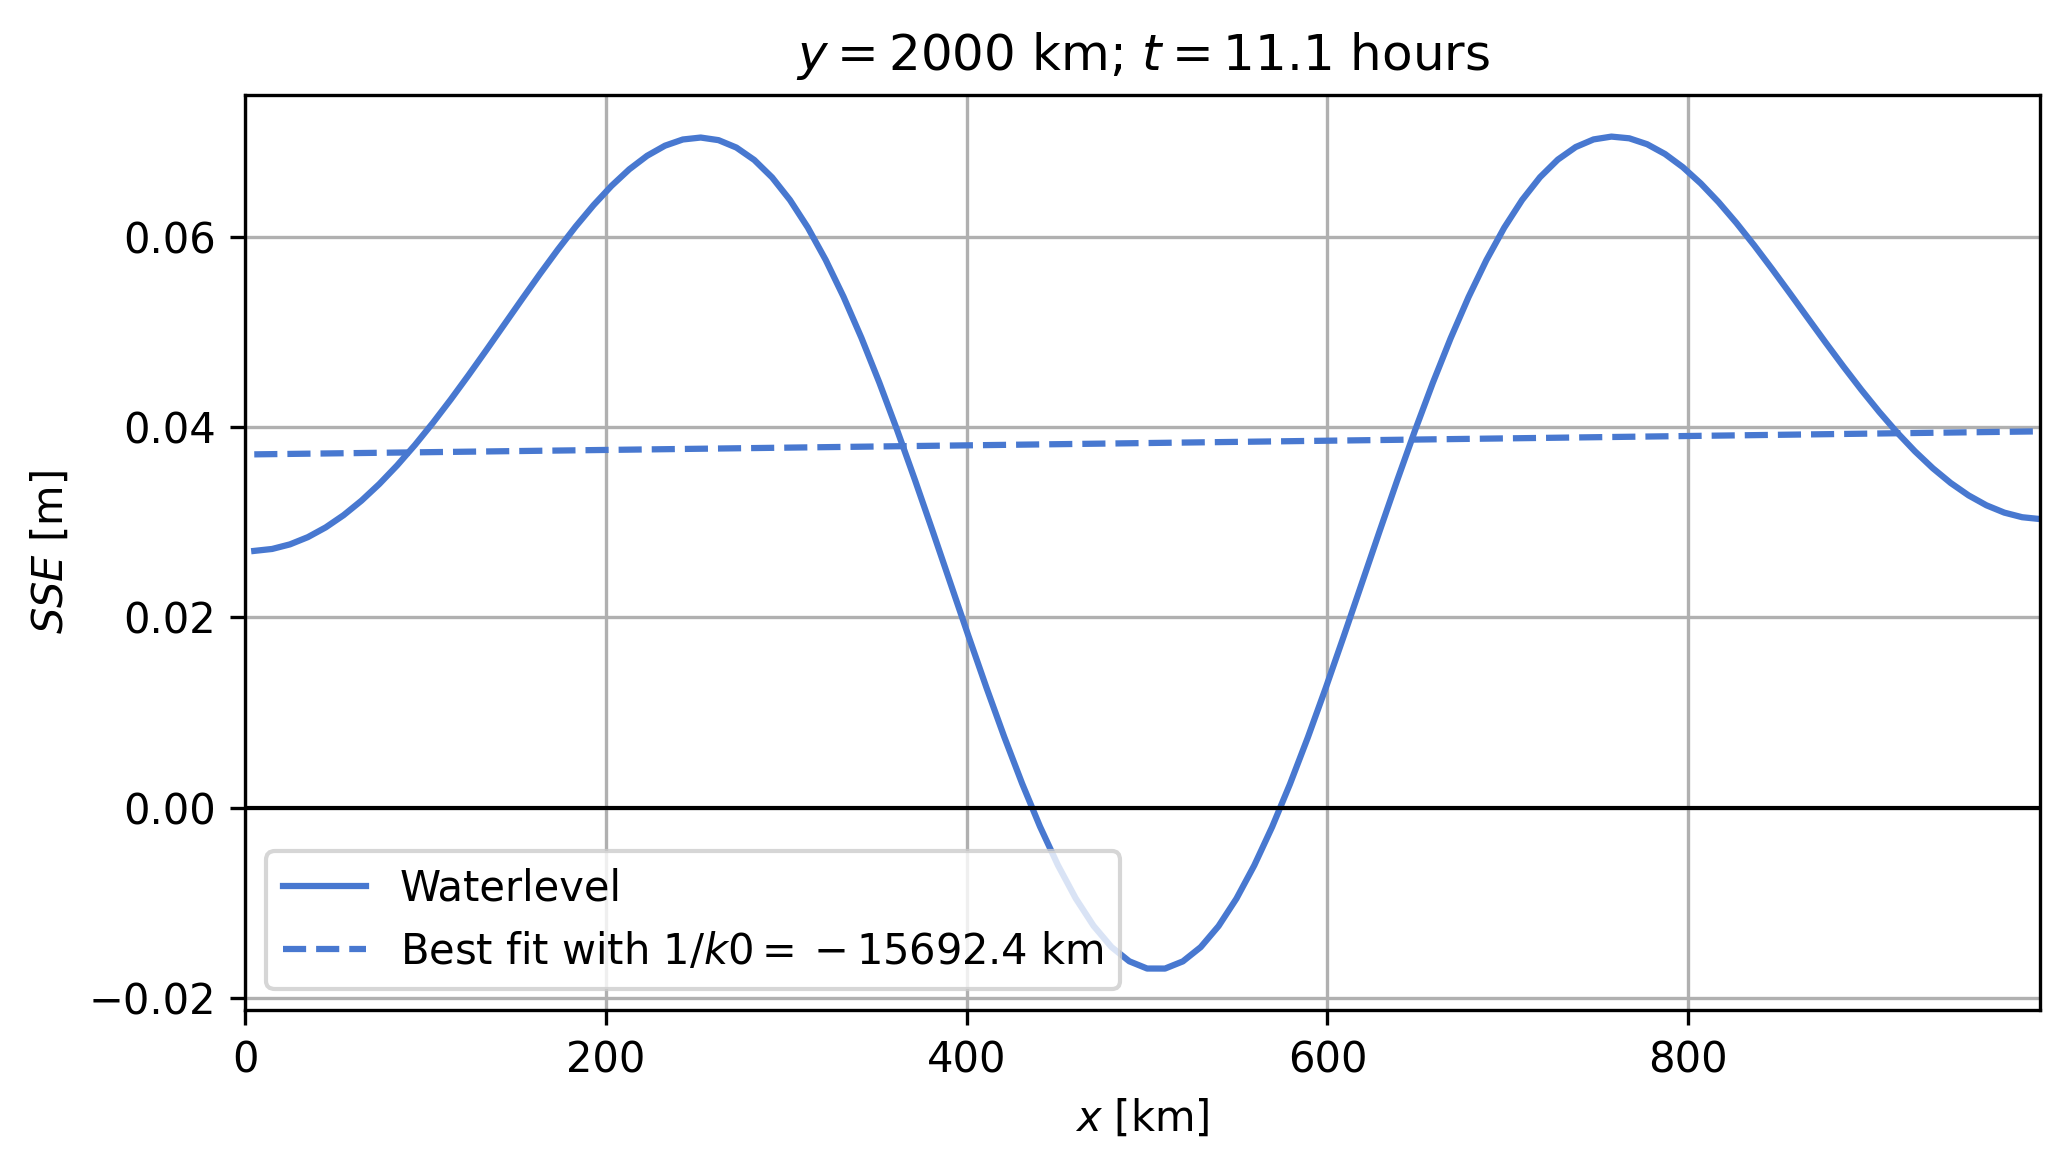 y = 2000 km; t = 11.1 hours
SSE [m]
0.06
0.04
0.02
0.00
−0.02
Waterlevel
Best fit with 1/k0 = −15692.4 km
0 200 400 600 800
x [km]